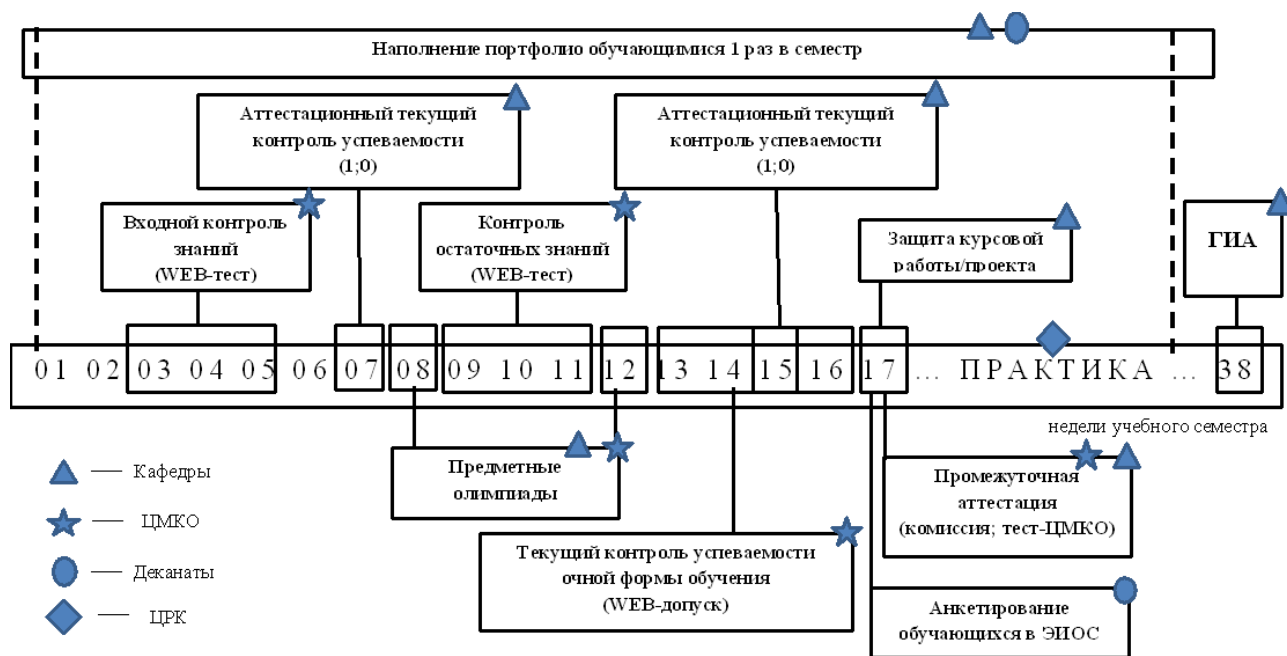 Наполнение портфолио обучающимися 1 раз в семестр
Аттестационный текущий
контроль успеваемости
(1;0)
Аттестационный текущий
контроль успеваемости
(1;0)
Входной контроль
знаний
(WEB-тест)
Контроль
остаточных знаний
(WEB-тест)
Защита курсовой
работы/проекта
ГИА
01 02 03 04 05 06 07 08 09 10 11 12 13 14 15 16 17 ... ПРАКТИКА ... 38
недели учебного семестра
Предметные
олимпиады
Текущий контроль успеваемости
очной формы обучения
(WEB-допуск)
Промежуточная
аттестация
(комиссия; тест-ЦМКО)
Анкетирование
обучающихся в ЭИОС
— Кафедры
— ЦМКО
— Деканаты
— ЦРК